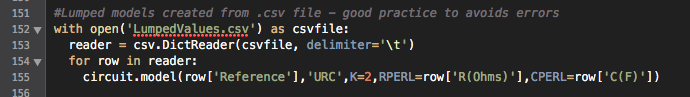 151 #Lumped models created from .csv file - good practice to avoids errors
152 with open('LumpedValues.csv') as csvfile:
153 reader = csv.DictReader(csvfile, delimiter='\t')
154 for row in reader:
155 circuit.model(row['Reference'],'URC',K=2,RPERL=row['R(Ohms)'],CPERL=row['C(F)'])
156